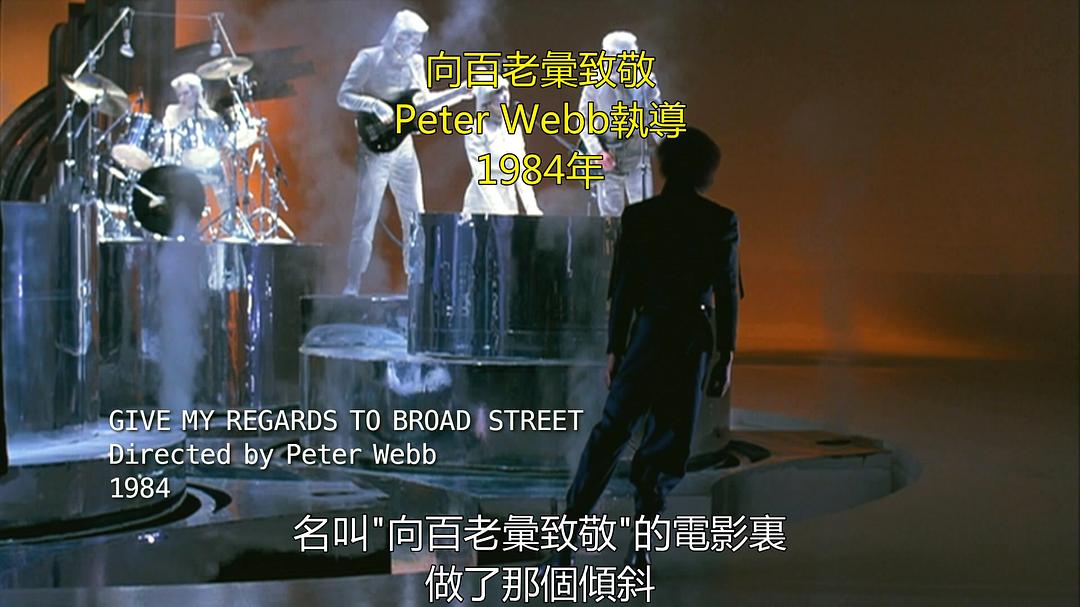 向百老彙致敬
Peter Webb執導
1984年
GIVE MY REGARDS TO BROAD STREET
Directed by Peter Webb
1984
名叫"向百老彙致敬"的電影裏
做了那個傾斜